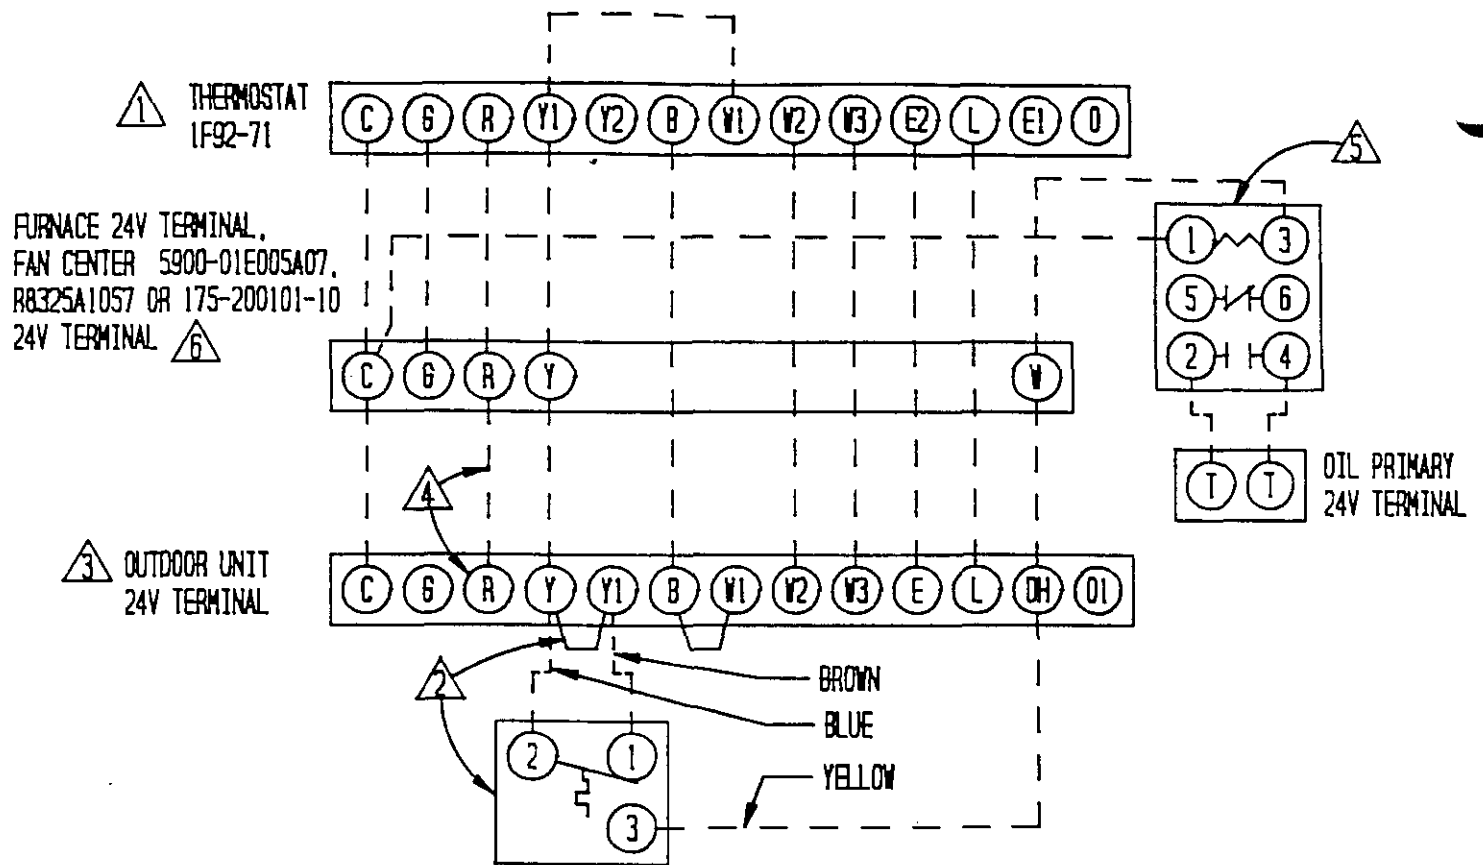 1 THERMOSTAT
1F92-71
C G R Y1 Y2 B W1 W2 W3 E2 L E1 O
5
FURNACE 24V TERMINAL,
FAN CENTER 5900-01E005A07,
R8325A1057 OR 175-200101-10
24V TERMINAL 6
1 3
5 6
2 4
C G R Y W
T T
OIL PRIMARY
24V TERMINAL
4
3 OUTDOOR UNIT
24V TERMINAL
C G R Y Y1 B W1 W2 W3 E L DH O1
2
BROWN
BLUE
YELLOW
2 1
3